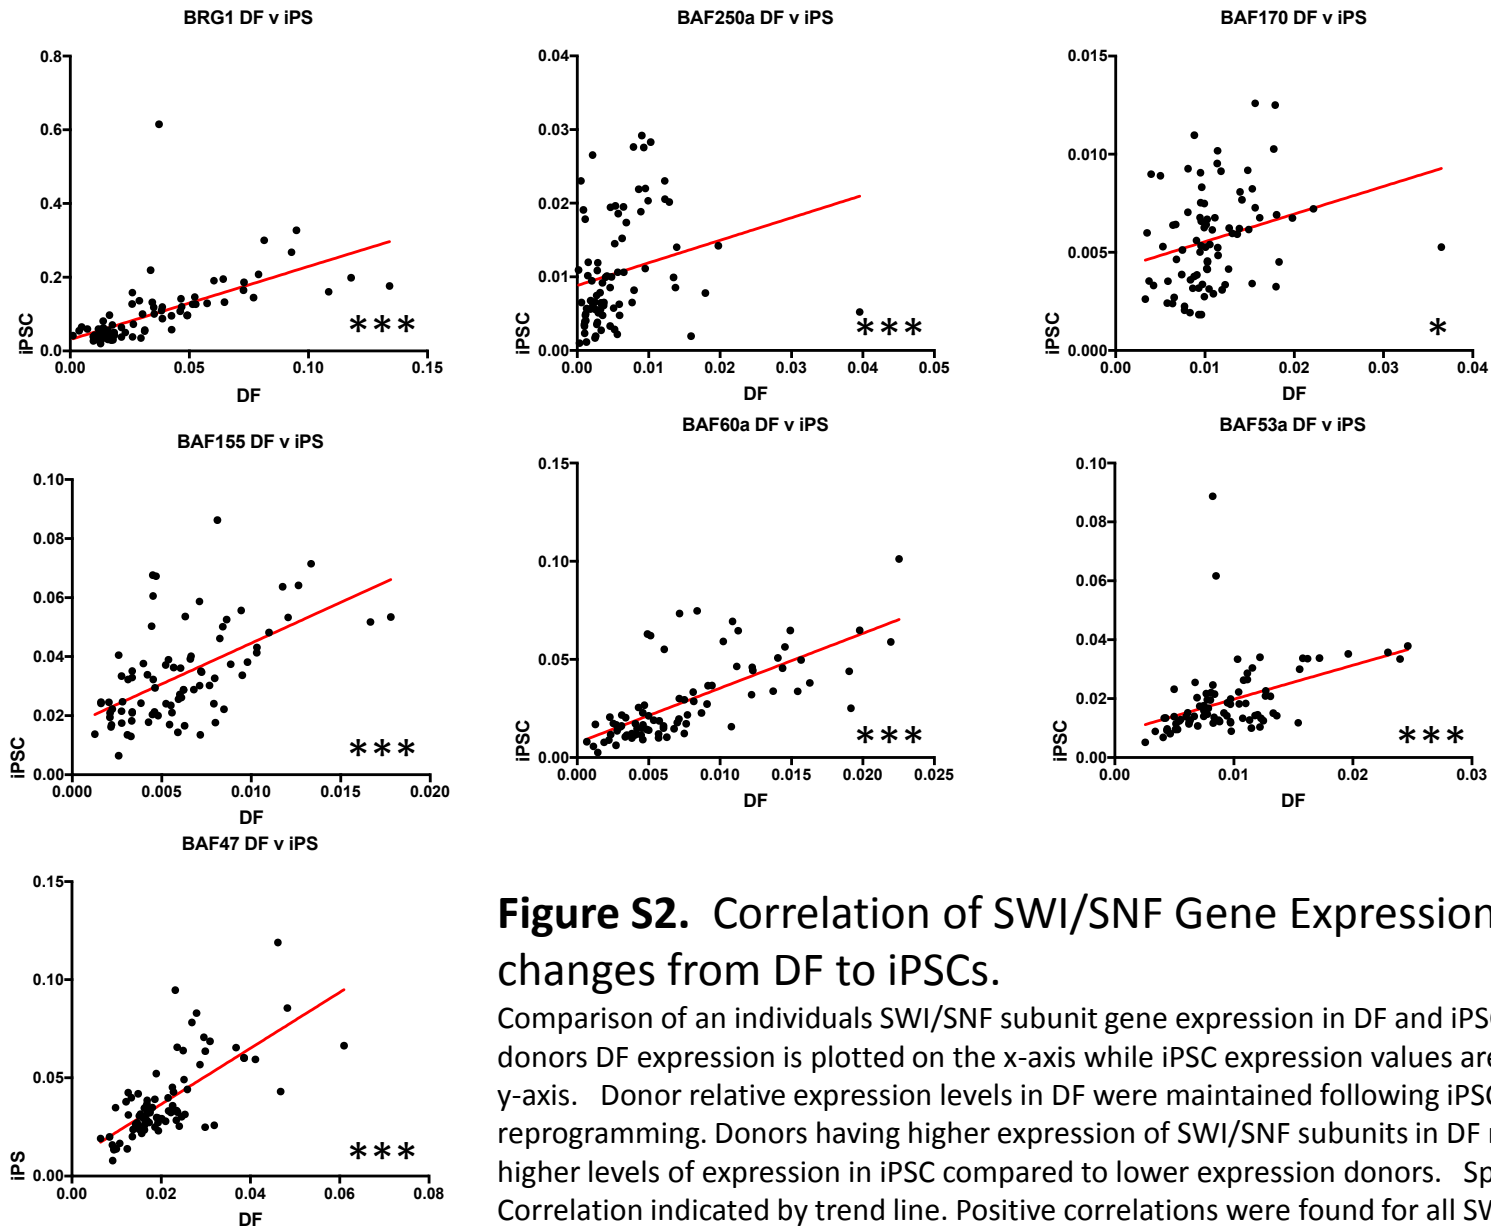 BRG1 DF v iPS
0.8
0.6
0.4
0.2
0.0
iPSC
0.00 0.05 0.10 0.15
DF
***
BAF250a DF v iPS
0.04
0.03
0.02
0.01
0.00
iPSC
0.00 0.01 0.02 0.03 0.04 0.05
DF
***
BAF170 DF v iPS
0.015
0.010
0.005
0.000
iPSC
0.00 0.01 0.02 0.03 0.04
DF
*
BAF155 DF v iPS
0.10
0.08
0.06
0.04
0.02
0.00
iPSC
0.000 0.005 0.010 0.015 0.020
DF
***
BAF60a DF v iPS
0.15
0.10
0.05
0.00
iPSC
0.000 0.005 0.010 0.015 0.020 0.025
DF
***
BAF53a DF v iPS
0.10
0.08
0.06
0.04
0.02
0.00
iPSC
0.00 0.01 0.02 0.03
DF
***
BAF47 DF v iPS
0.15
0.10
0.05
0.00
iPS
0.00 0.02 0.04 0.06 0.08
DF
***
Figure S2. Correlation of SWI/SNF Gene Expression
changes from DF to iPSCs.
Comparison of an individuals SWI/SNF subunit gene expression in DF and iPSC
donors DF expression is plotted on the x-axis while iPSC expression values are
y-axis. Donor relative expression levels in DF were maintained following iPSC
reprogramming. Donors having higher expression of SWI/SNF subunits in DF
higher levels of expression in iPSC compared to lower expression donors. Sp
Correlation indicated by trend line. Positive correlations were found for all SW